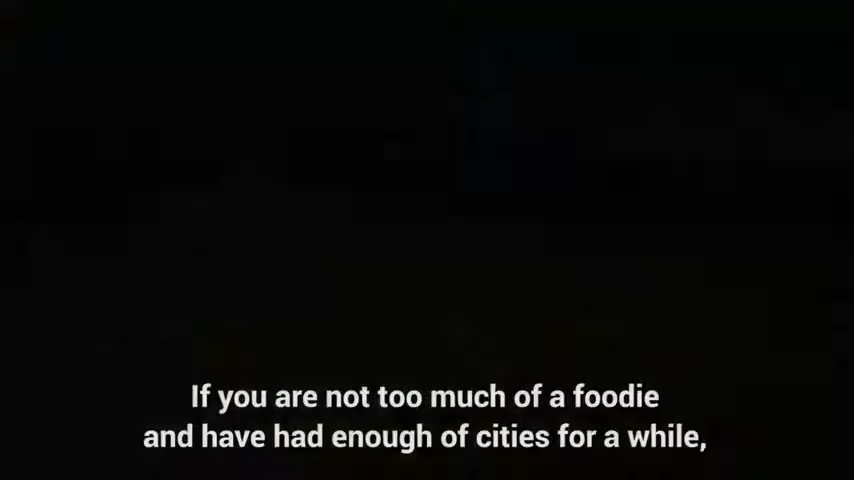 If you are not too much of a foodie
and have had enough of cities for a while,